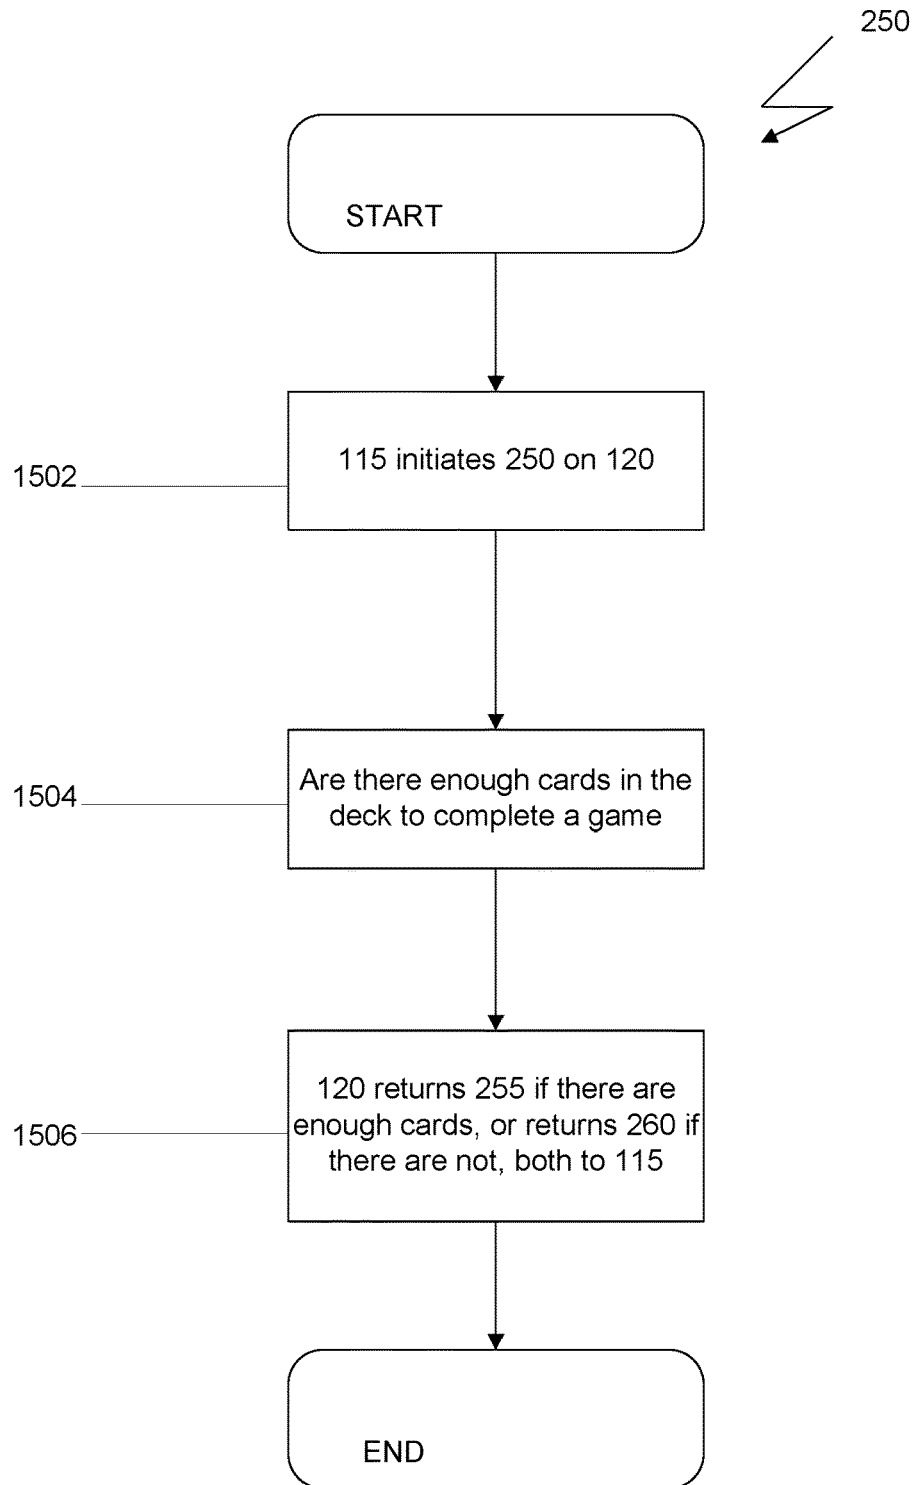 250
START
115 initiates 250 on 120
1502
Are there enough cards in the
deck to complete a game
1504
120 returns 255 if there are
enough cards, or returns 260 if
there are not, both to 115
1506
END